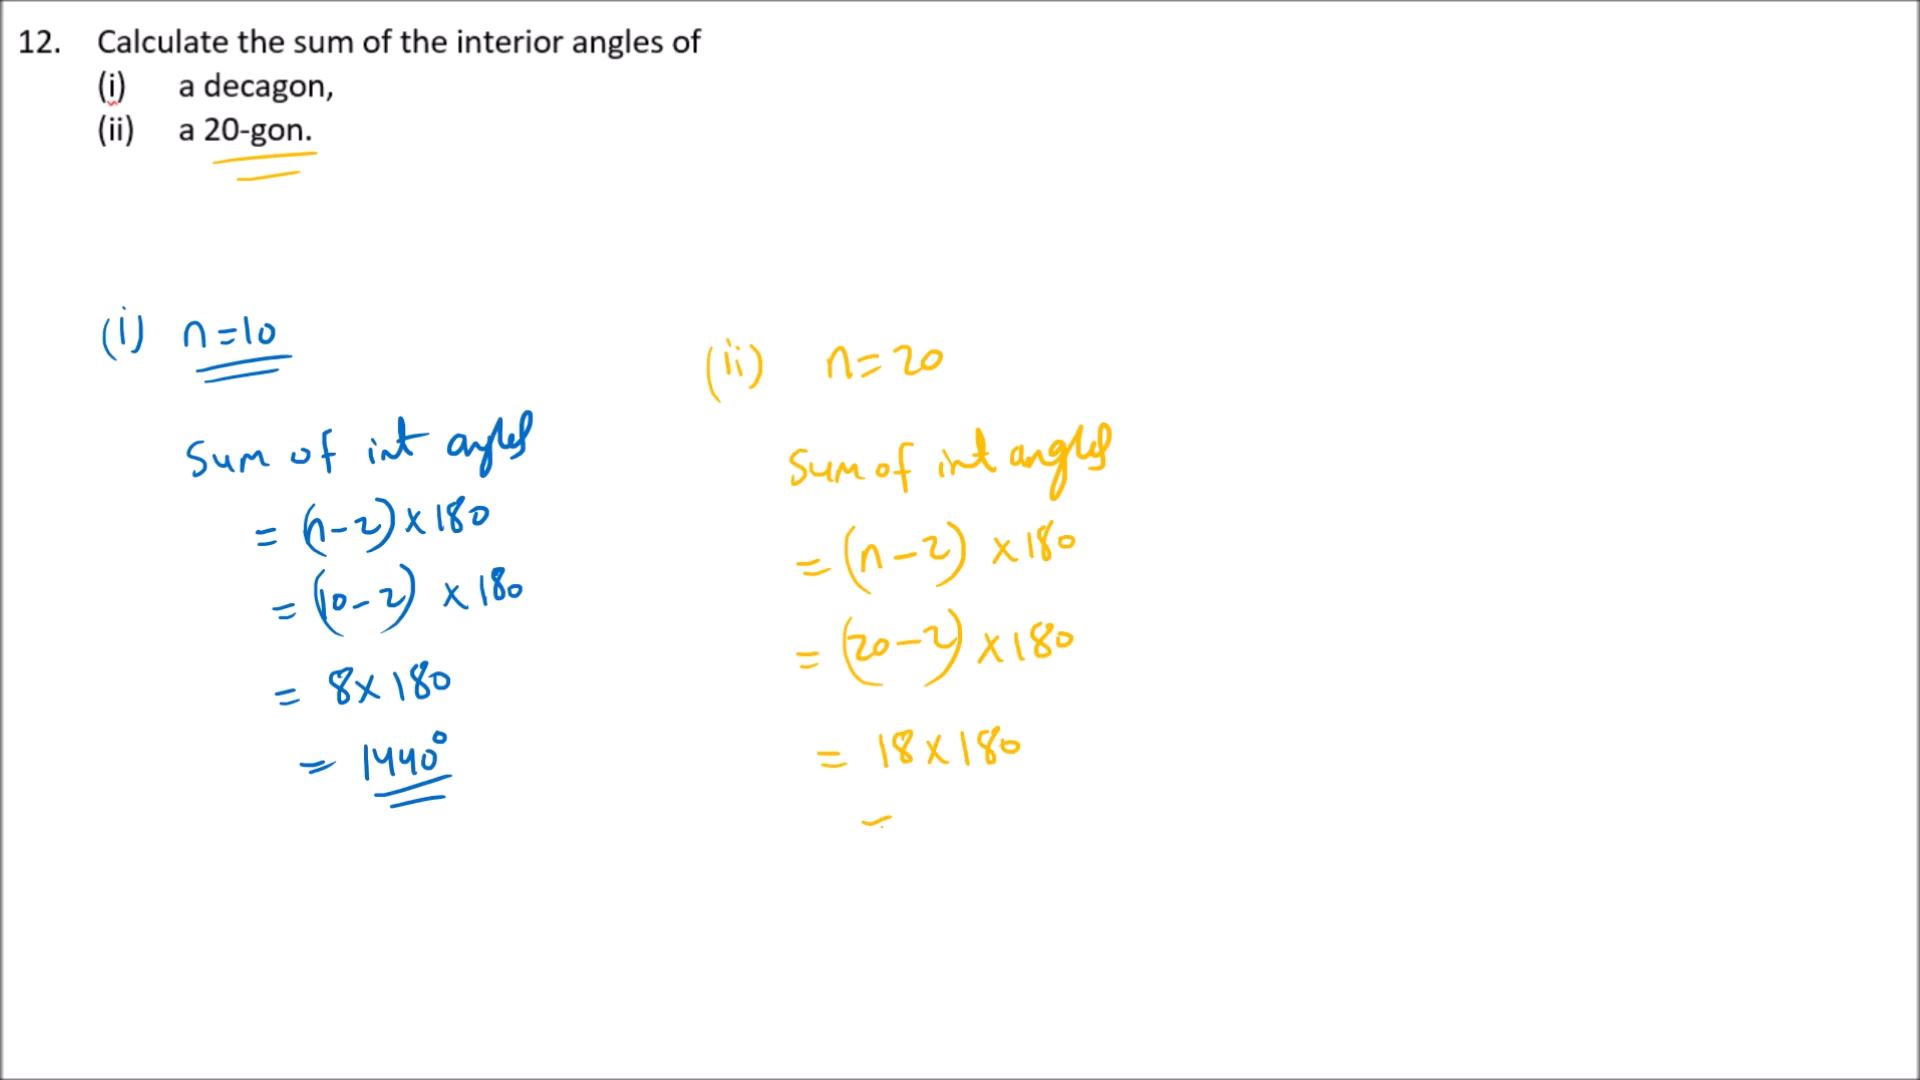 12. Calculate the sum of the interior angles of
(i) a decagon,
(ii) a 20-gon.
(i) n=10
Sum of int angles
= (n-2)×180
= (10-2) ×180
= 8×180
= 1440°
(ii) n=20
Sum of int angles
= (n-2) ×180
= (20-2) ×180
= 18×180